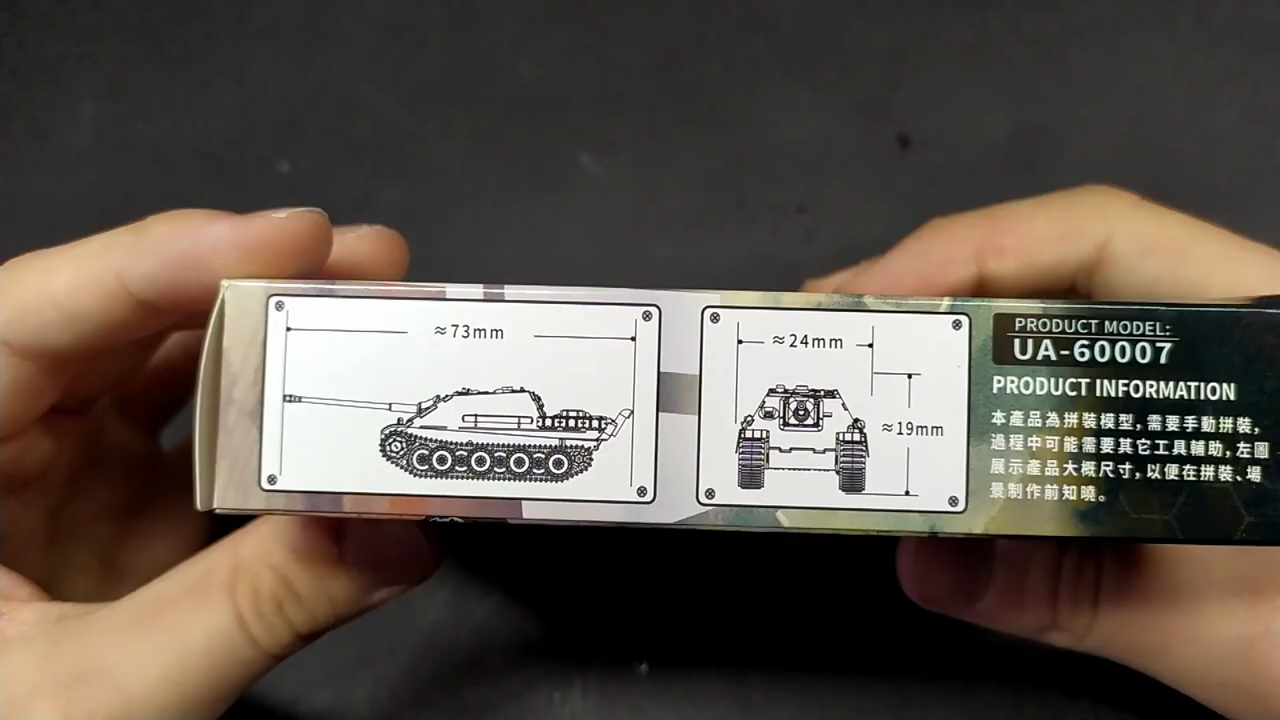 ≈73mm
≈24mm
≈19mm
PRODUCT MODEL:
UA-60007
PRODUCT INFORMATION
本產品為拼裝模型，需要手動拼裝，
過程中可能需要其它工具輔助，左圖
展示產品大概尺寸，以便在拼裝、場
景制作前知曉。